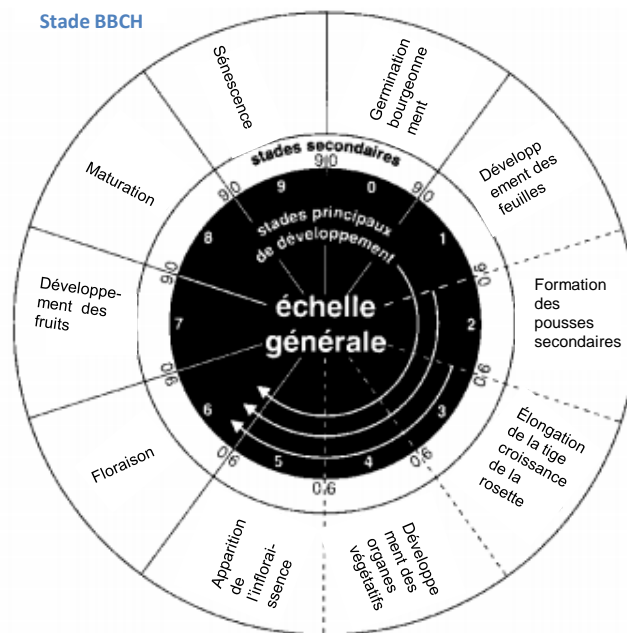 Stade BBCH
Germination
bourgeonne
ment
Développ
ement des
feuilles
Formation
des
pousses
secondaires
Élongation
de la tige
croissance
de la
rosette
Développe
ment des
organes
végétatifs
Apparition
de
l'inflorai-
ssence
Floraison
Développe-
ment des
fruits
Maturation
Sénescence
stades secondaires
9 0
9 0
9 0
9 0
9 0
9 0
9 0
9 0
9 0
9 0
0
1
2
3
4
5
6
7
8
9
stades principaux
de développement
échelle
générale